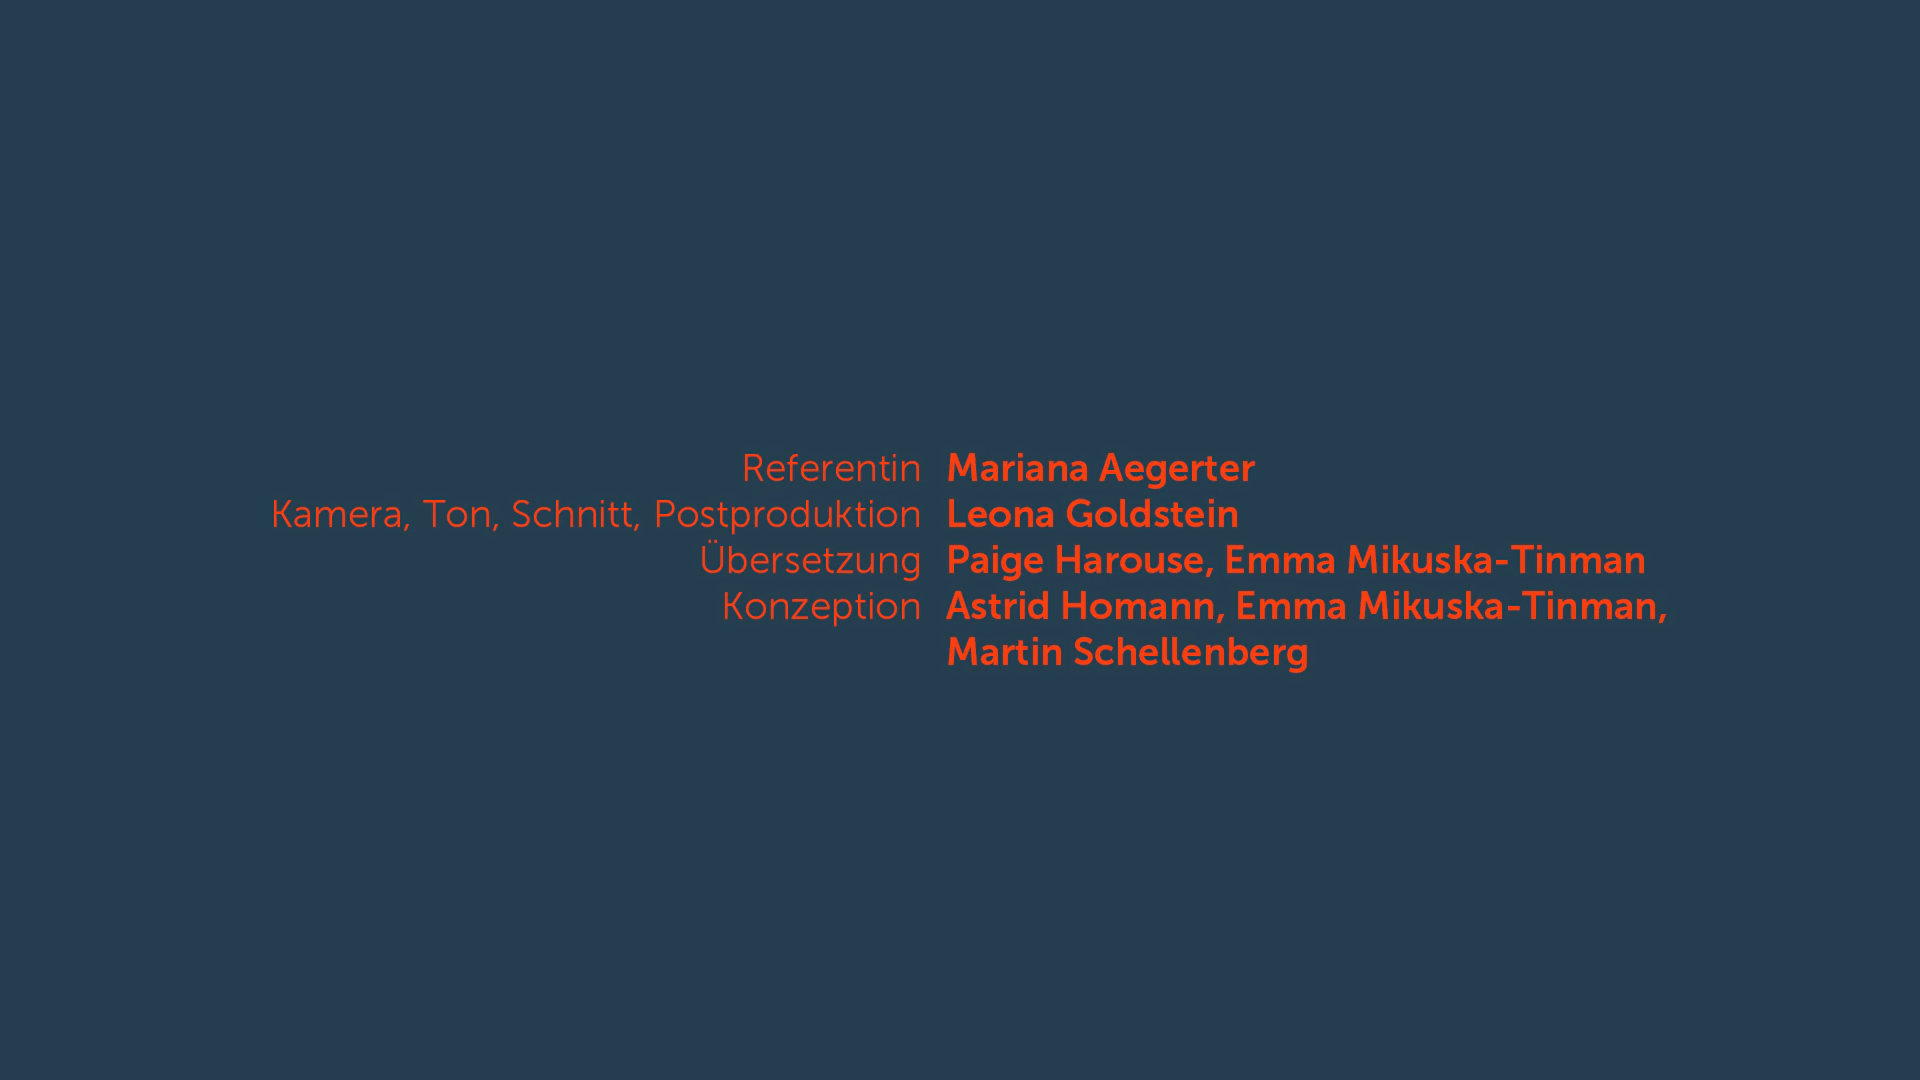 Referentin Mariana Aegerter
Kamera, Ton, Schnitt, Postproduktion Leona Goldstein
Übersetzung Paige Harouse, Emma Mikuska-Tinman
Konzeption Astrid Homann, Emma Mikuska-Tinman,
Martin Schellenberg